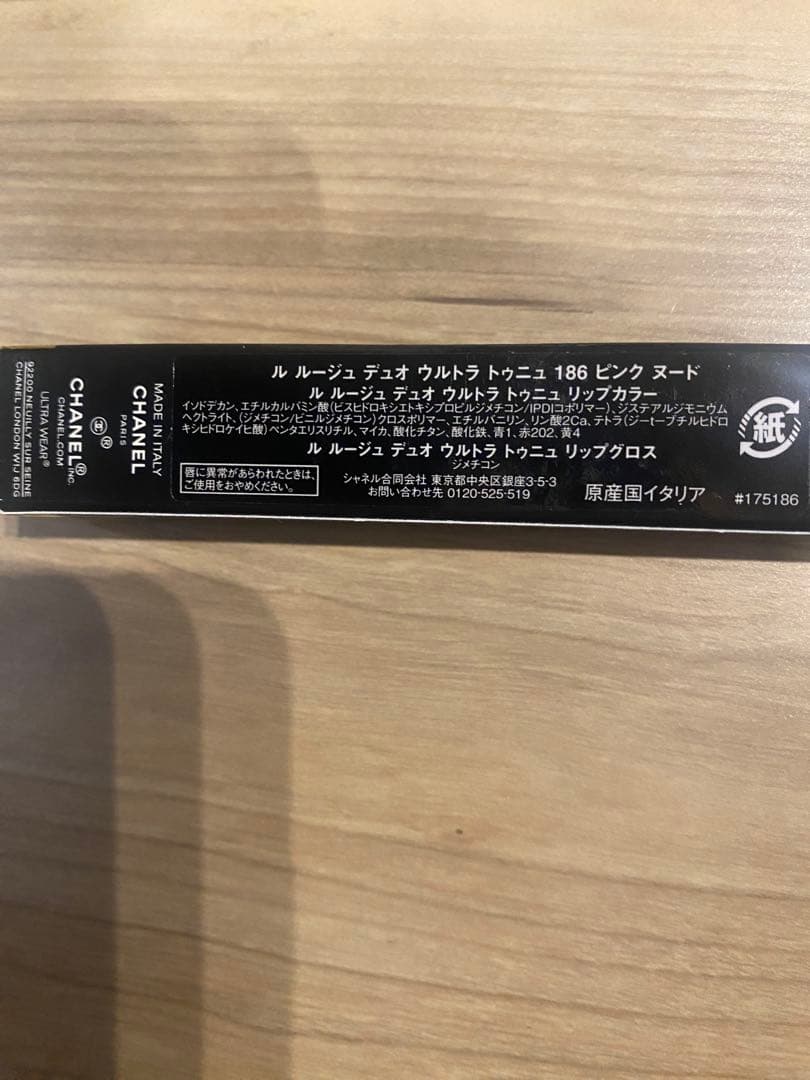 ル ルージュ デュオ ウルトラ トゥニュ 186 ピンク ヌード
ル ルージュ デュオ ウルトラ トゥニュ リップカラー
イソドデカン、エチルカルバミン酸(ビスヒドロキシエトキシプロピルジメチコン/IPDI)コポリマー)、ジステアルジモニウム
ヘクトライト、(ジメチコン/ビニルジメチコン)クロスポリマー、エチルバニリン、リン酸2Ca、テトラ(ジーtーブチルヒドロ
キシヒドロケイヒ酸)ペンタエリスリチル、マイカ、酸化チタン、酸化鉄、青1、赤202、黄4
ル ルージュ デュオ ウルトラ トゥニュ リップグロス
ジメチコン
唇に異常があらわれたときは、
ご使用をおやめください。
シャネル合同会社 東京都中央区銀座3-5-3
お問い合わせ先 0120-525-519
原産国イタリア
#175186
紙
MADE IN ITALY
CHANEL
PARIS
®
CHANEL® Inc.
CHANEL.COM
ULTRA WEAR®
92200 NEUILLY SUR SEINE
CHANEL LONDON W1J 6DG